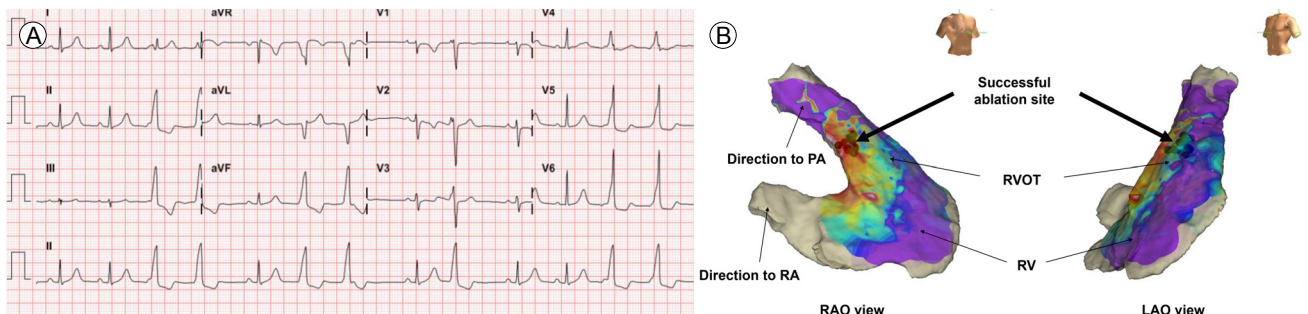 A
I aVR V1 V4
II aVL V2 V5
III aVF V3 V6
II
B
Successful
ablation site
Direction to PA
RVOT
Direction to RA
RV
RAO view
LAO view